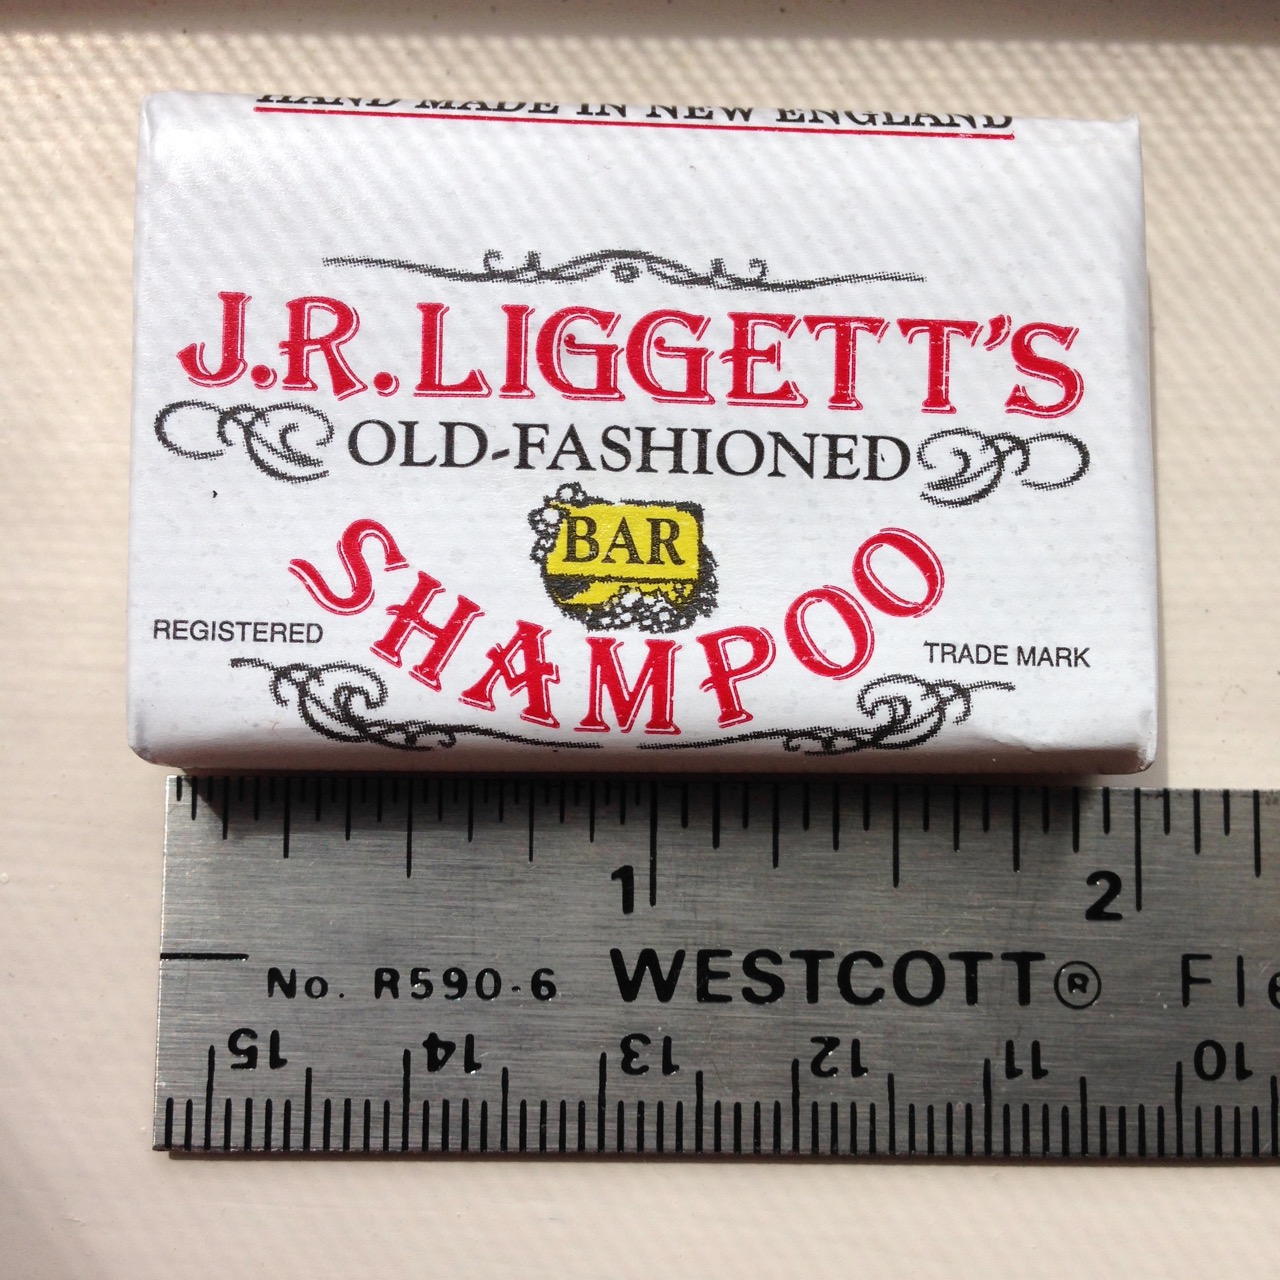 HAND MADE IN NEW ENGLAND
J.R. LIGGETT'S
OLD-FASHIONED
BAR
SHAMPOO
REGISTERED
TRADE MARK
1 2
No. R590-6 WESTCOTT® Fle
15 14 13 12 11 10